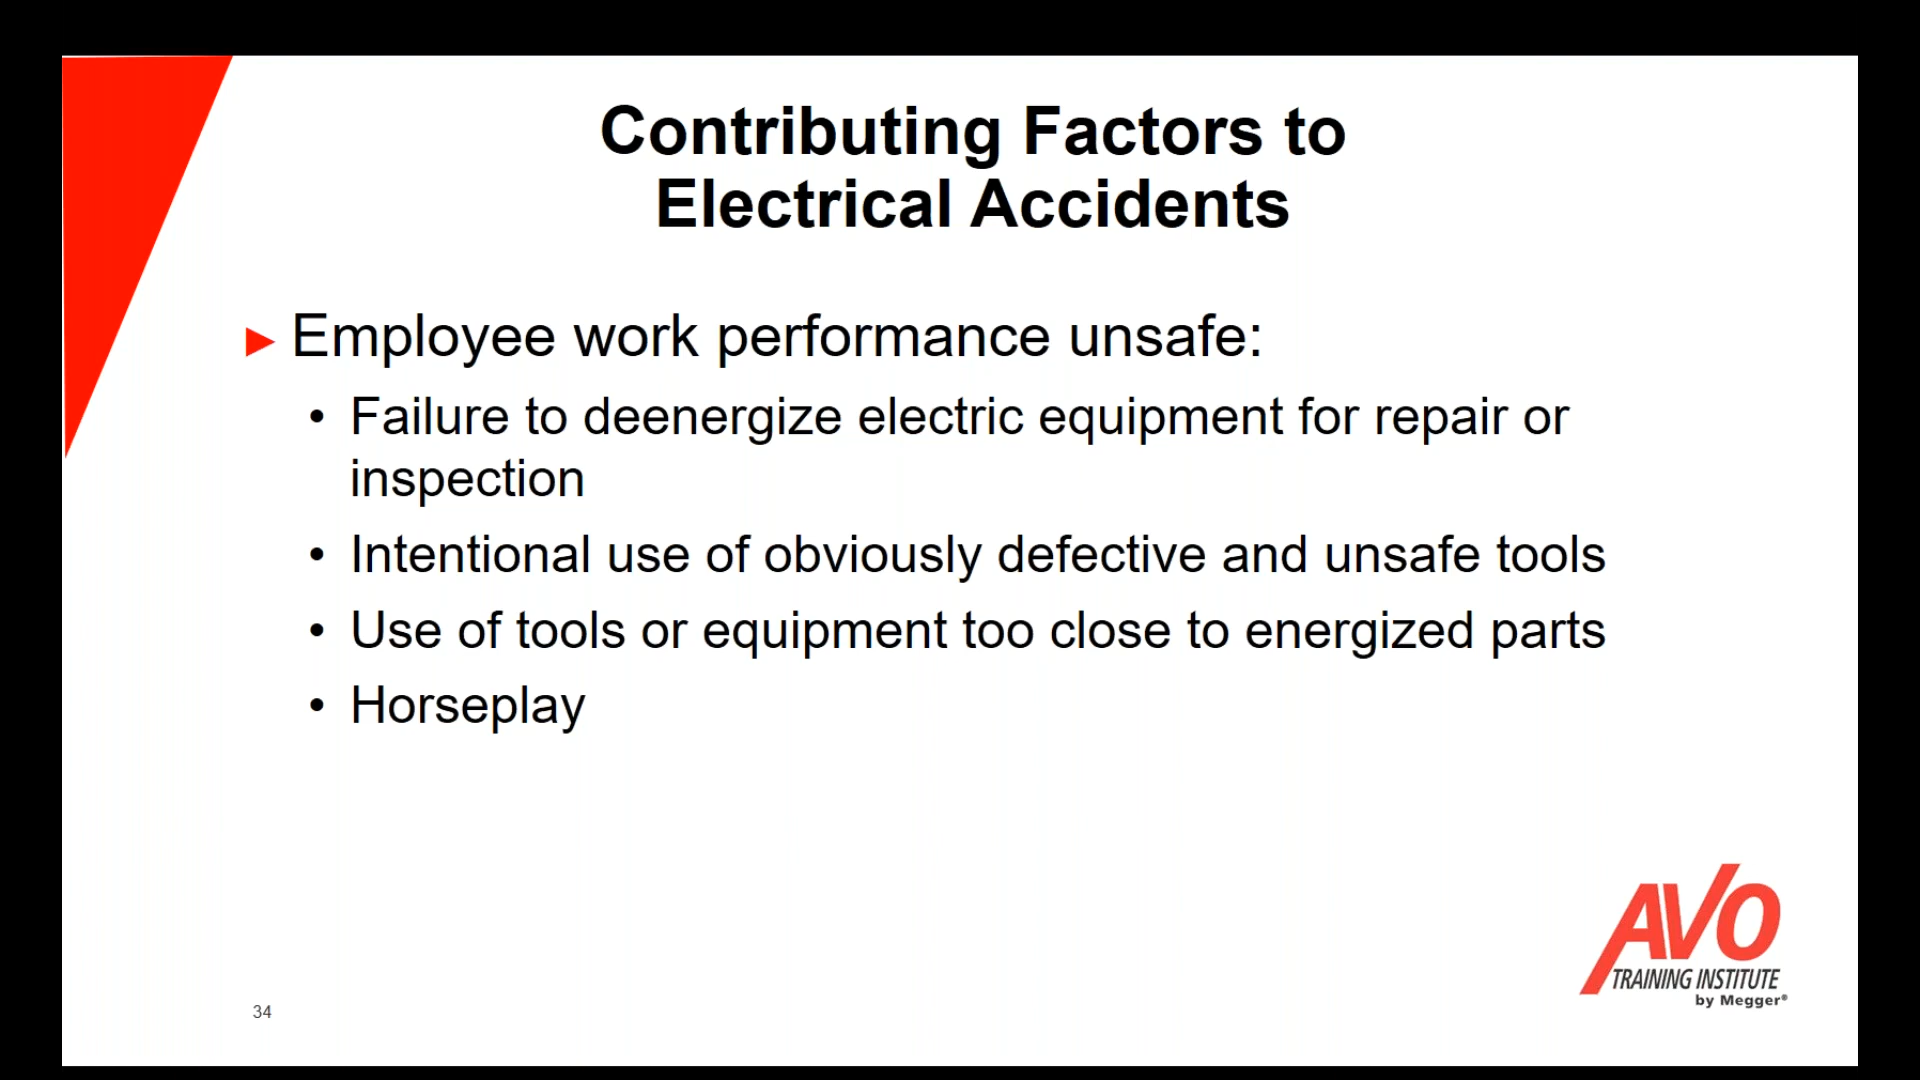 Contributing Factors to
Electrical Accidents
► Employee work performance unsafe:
• Failure to deenergize electric equipment for repair or
inspection
• Intentional use of obviously defective and unsafe tools
• Use of tools or equipment too close to energized parts
• Horseplay
AVO
TRAINING INSTITUTE
by Megger®
34